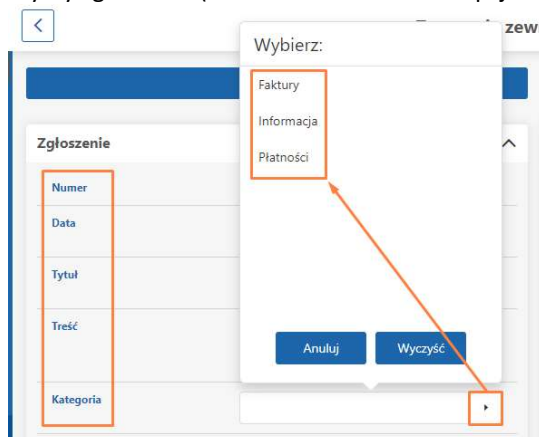 zew
Wybierz:
Faktury
Informacja
Płatności
Zgłoszenie
Numer
Data
Tytuł
Treść
Anuluj Wyczyść
Kategoria